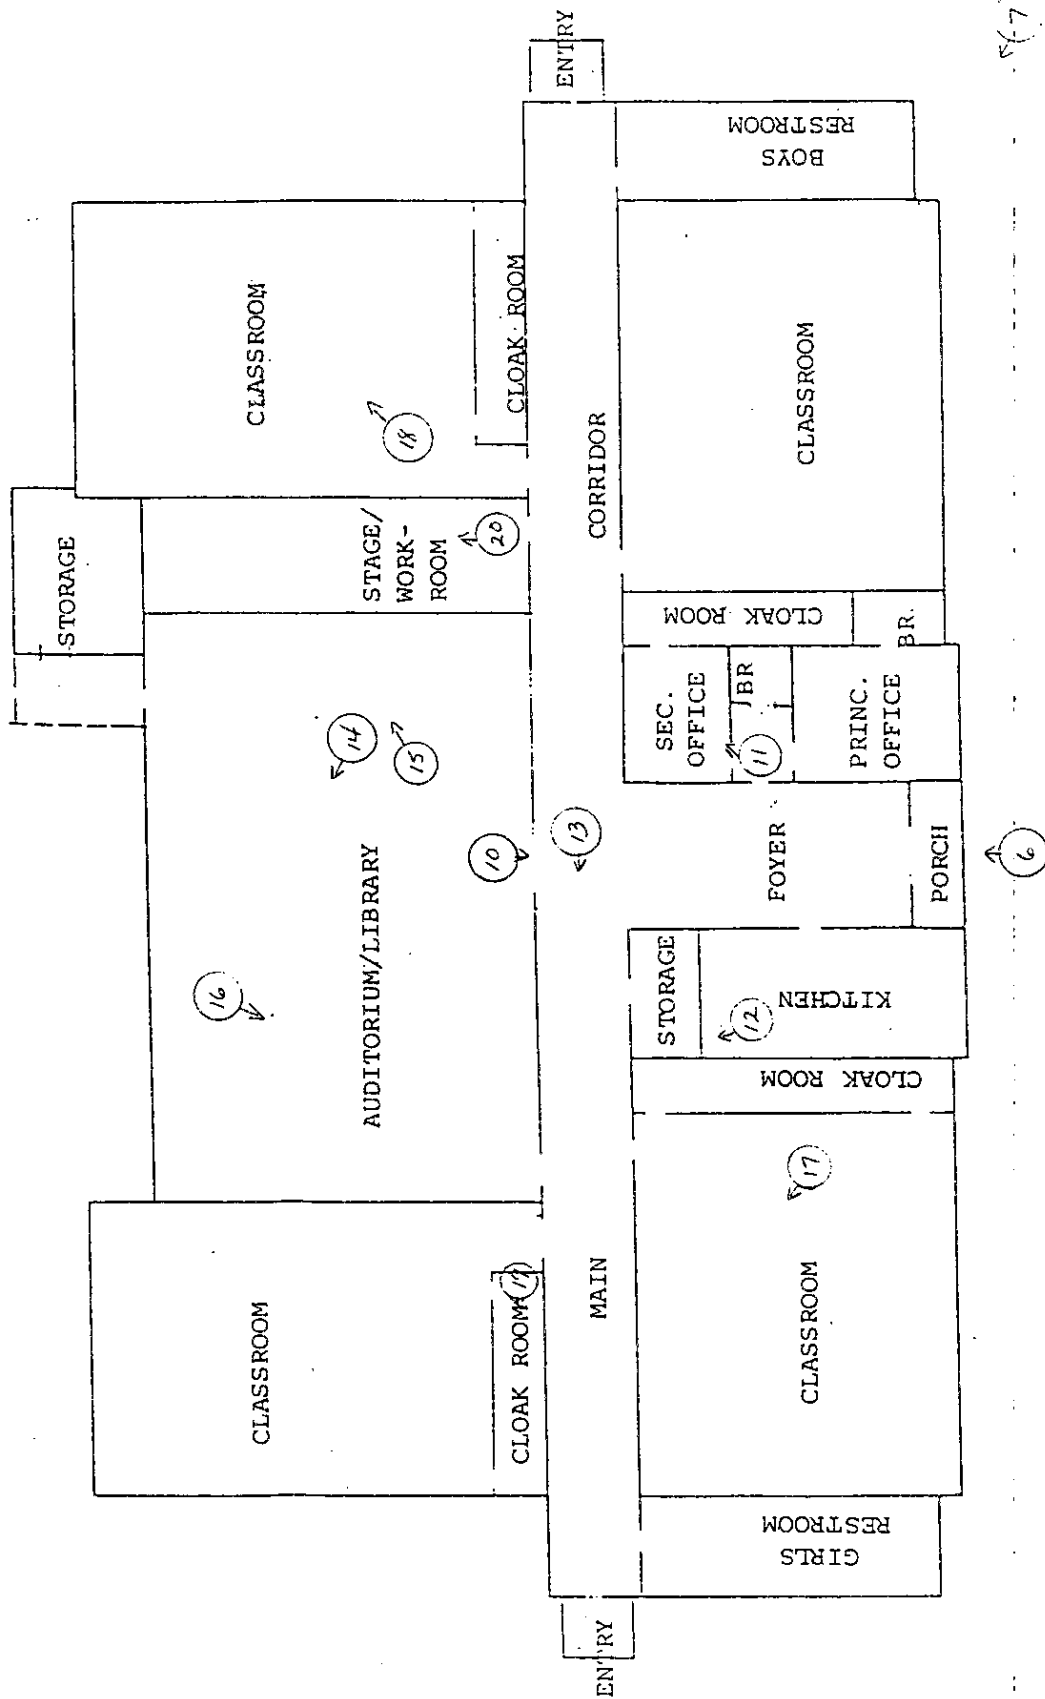 STORAGE
CLASSROOM
AUDITORIUM/LIBRARY
STAGE/
WORK-
ROOM
CLASSROOM
16
14
15
18
20
10
CLOAK ROOM
19
CLOAK ROOM
ENTRY
MAIN
13
CORRIDOR
ENTRY
GIRLS
RESTROOM
CLASSROOM
17
CLOAK ROOM
STORAGE
12
KITCHEN
FOYER
PORCH
SEC.
OFFICE
11
BR
PRINC.
OFFICE
CLOAK ROOM
BR.
CLASSROOM
BOYS
RESTROOM
6
7